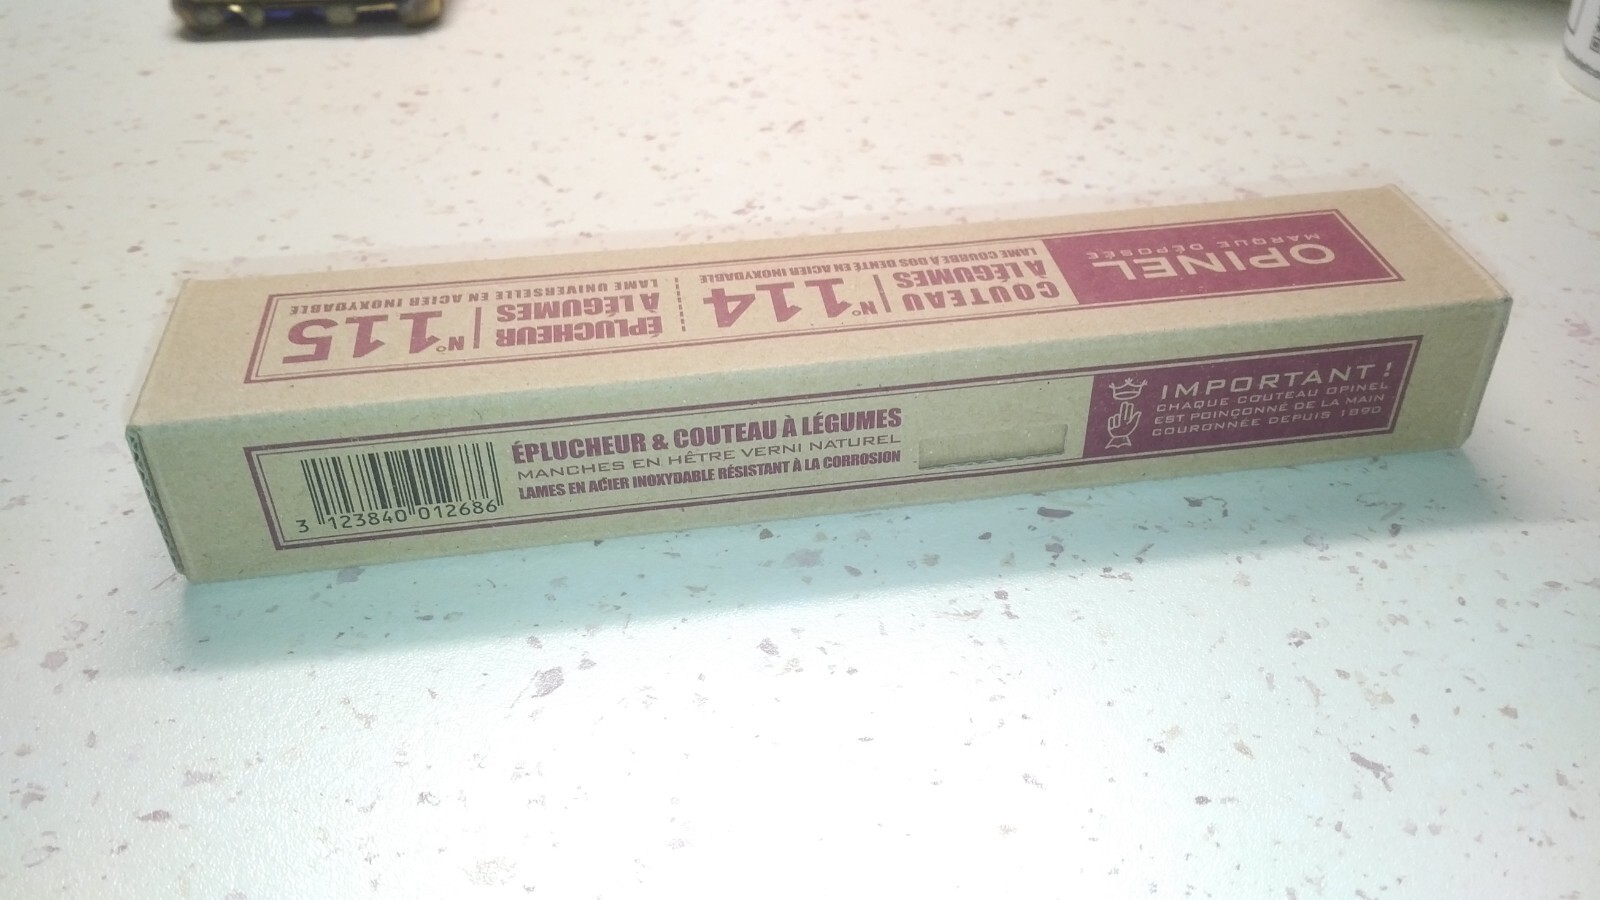 OPINEL
MARQUE DÉPOSÉE
COUTEAU
À LÉGUMES
N° 114
LAME COURBE À DOS DENTÉ EN ACIER INOXYDABLE
ÉPLUCHEUR
À LÉGUMES
N° 115
LAME UNIVERSELLE EN ACIER INOXYDABLE
3 123840 012686
ÉPLUCHEUR & COUTEAU À LÉGUMES
MANCHES EN HÊTRE VERNI NATUREL
LAMES EN ACIER INOXYDABLE RÉSISTANT À LA CORROSION
IMPORTANT !
CHAQUE COUTEAU OPINEL
EST POINÇONNÉ DE LA MAIN
COURONNÉE DEPUIS 1890